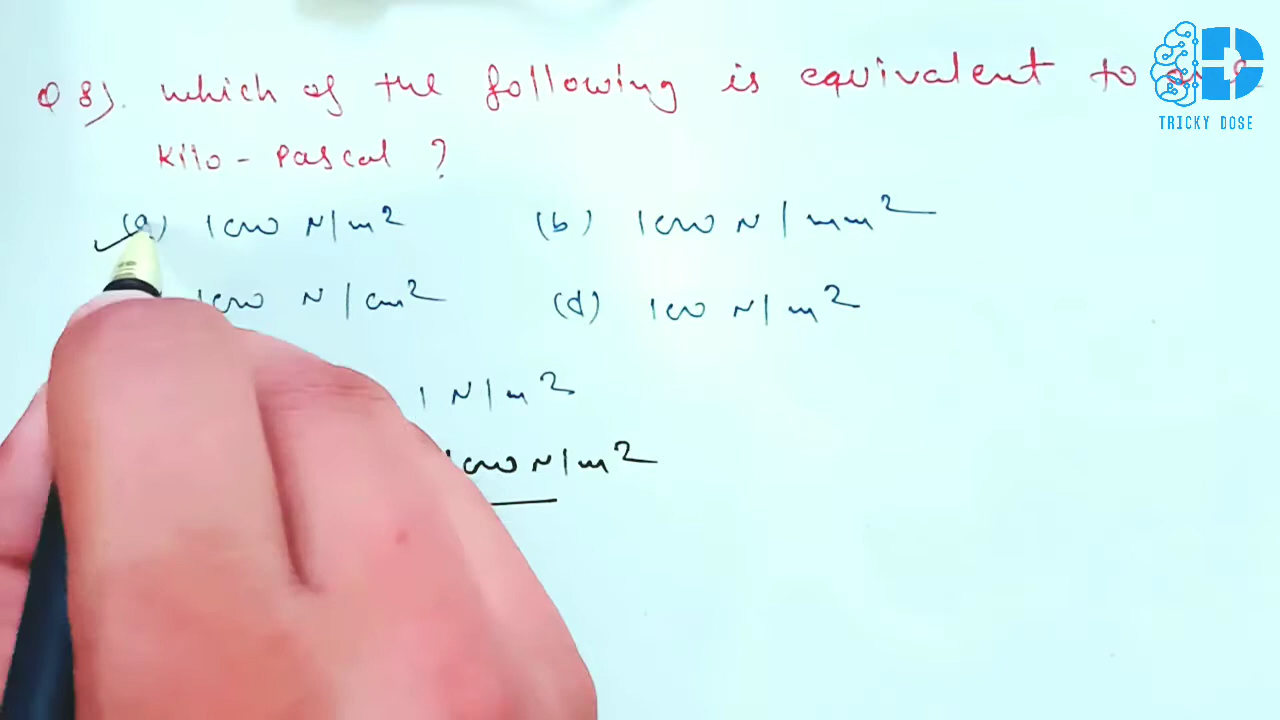 Q 8). which of the following is equivalent to
Kilo - Pascal ?
(a) 1000 N/m² (b) 1000 N/mm²
1000 N/cm² (d) 100 N/m²
1 N/m²
1000 N/m²
TRICKY DOSE